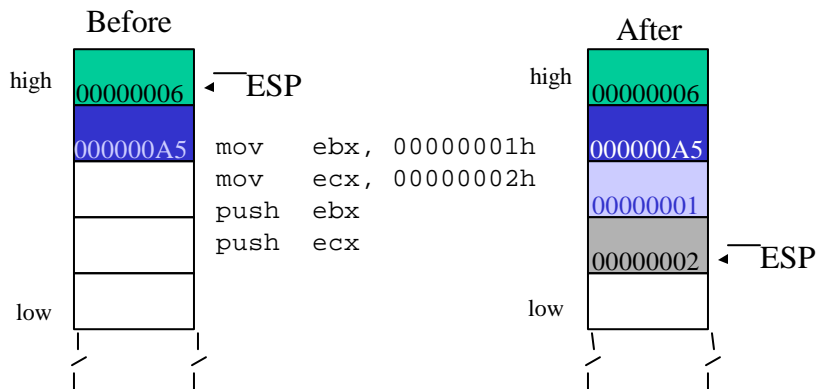 Before
high
00000006
ESP
000000A5
low
mov ebx, 00000001h
mov ecx, 00000002h
push ebx
push ecx
After
high
00000006
000000A5
00000001
00000002
ESP
low